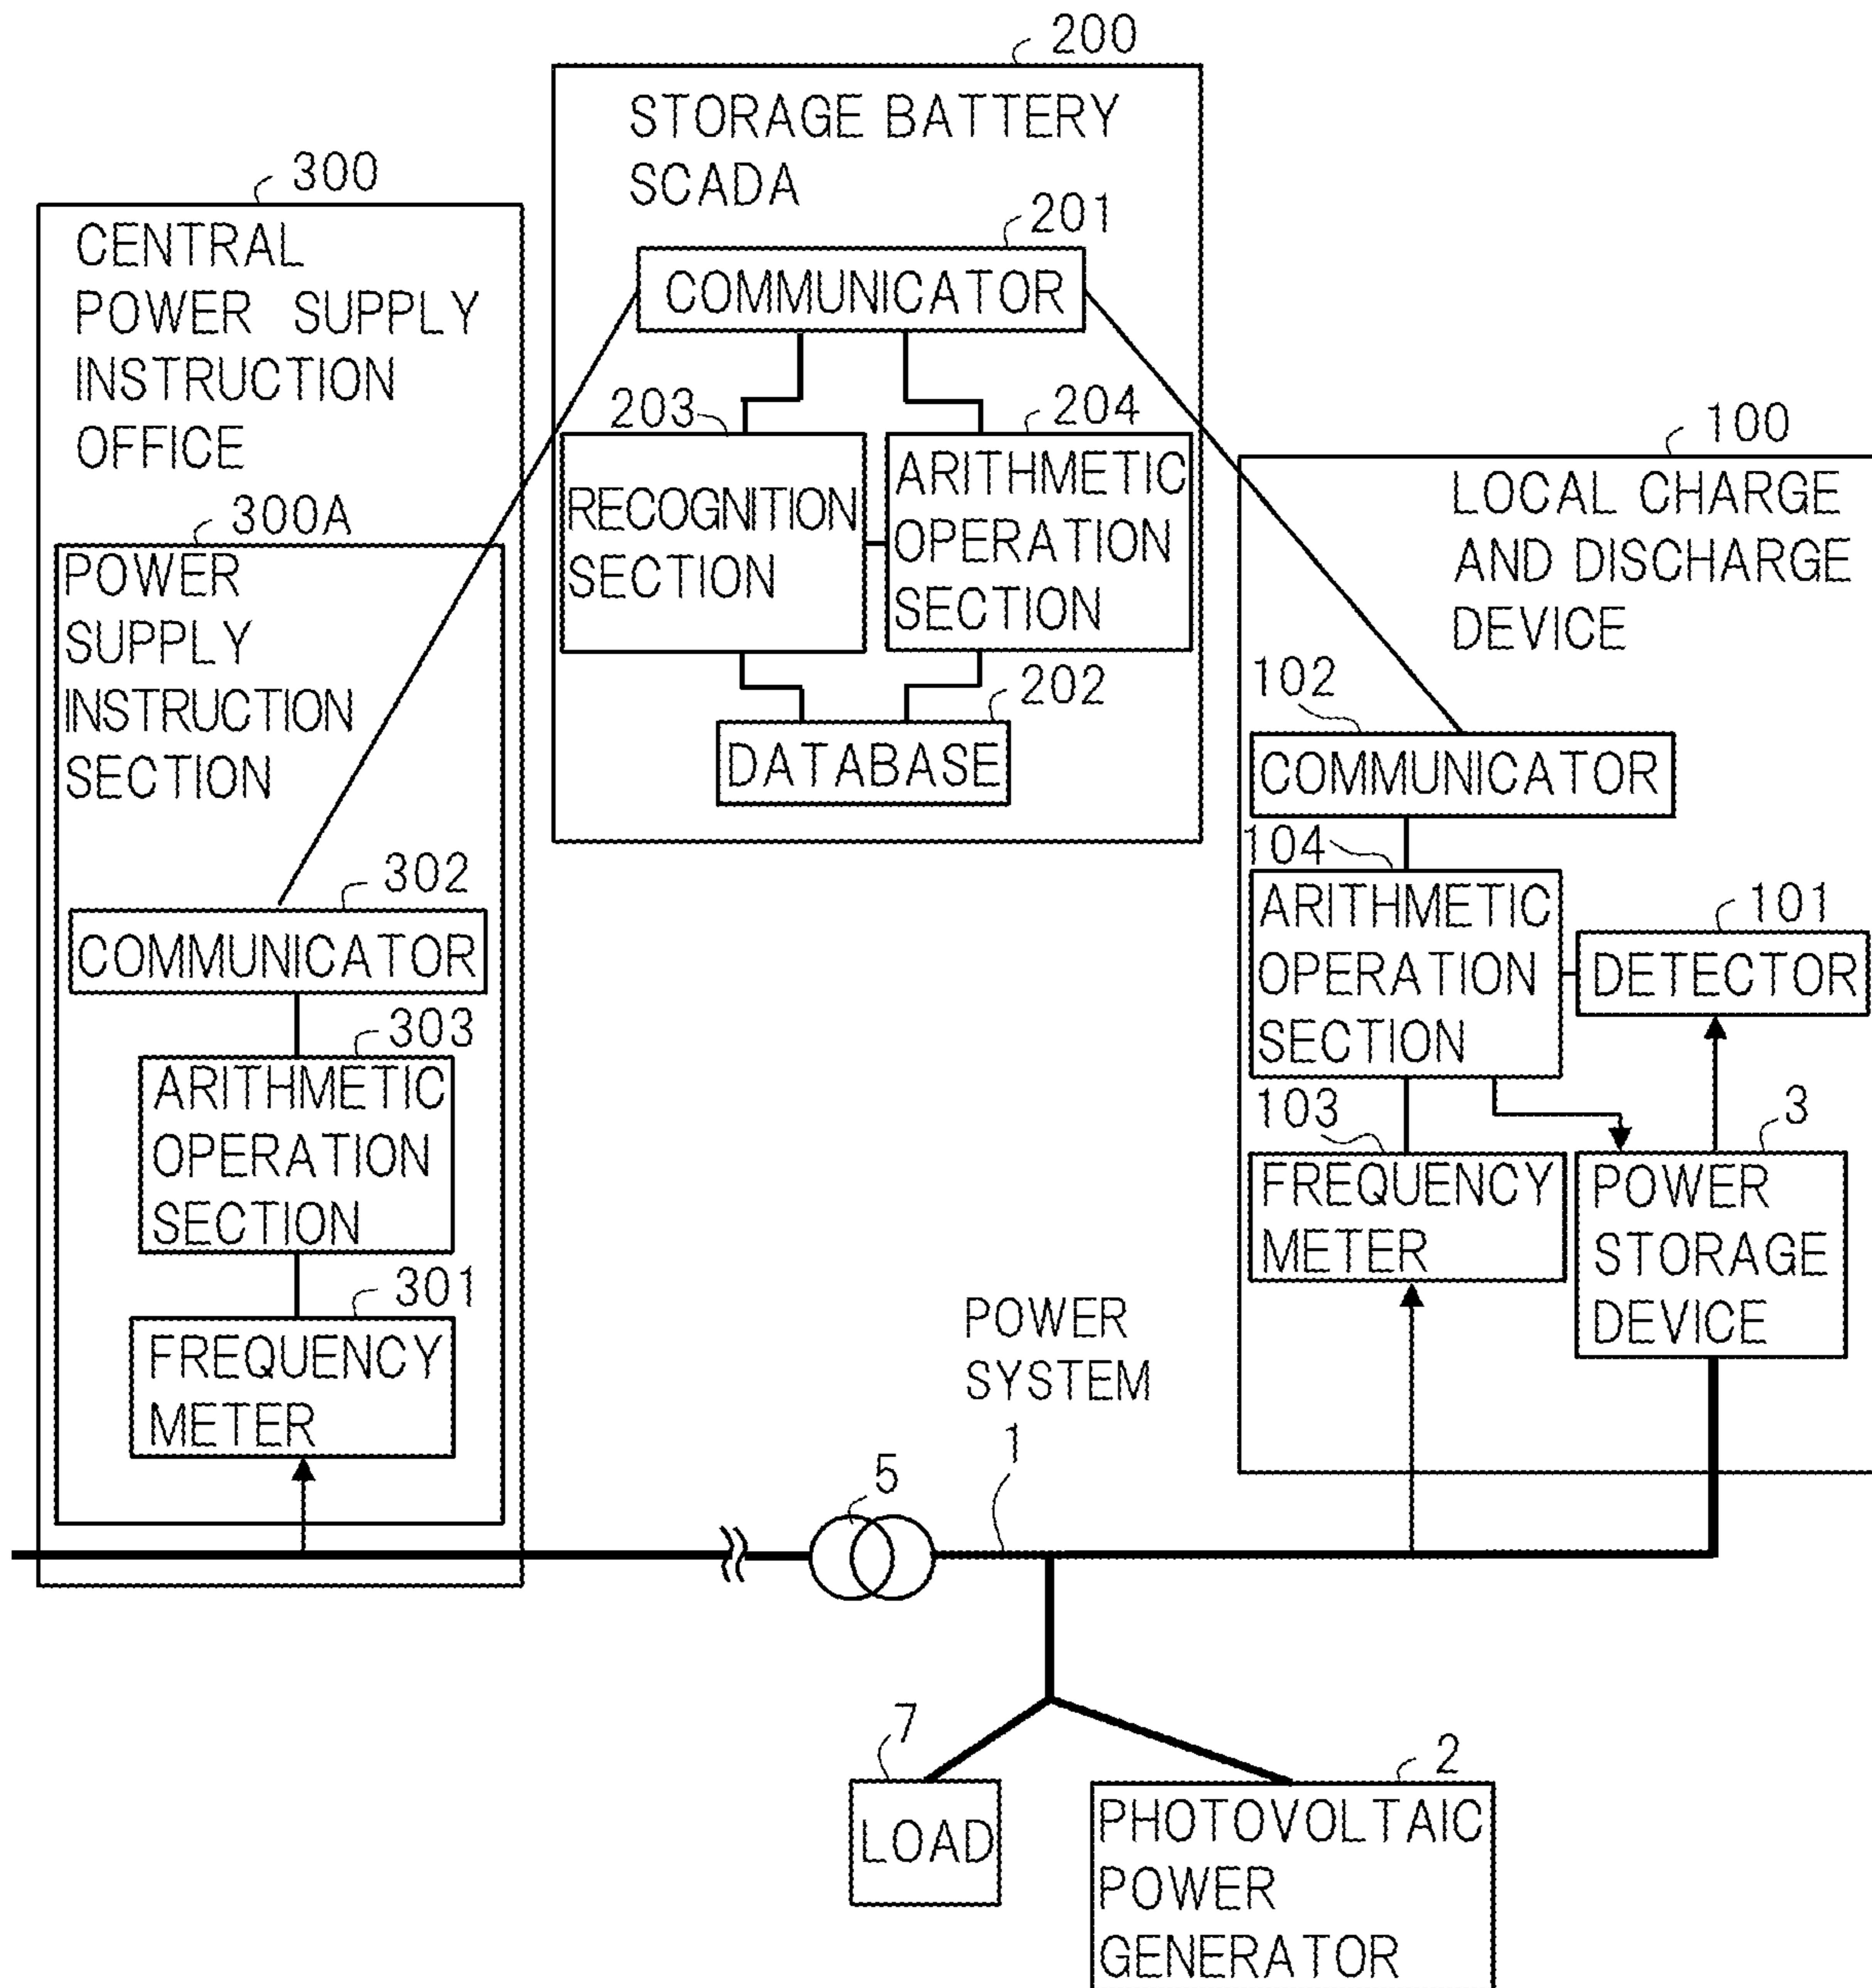 200
STORAGE BATTERY
SCADA
201
COMMUNICATOR
203
204
RECOGNITION
SECTION
ARITHMETIC
OPERATION
SECTION
202
DATABASE
300
CENTRAL
POWER SUPPLY
INSTRUCTION
OFFICE
300A
POWER
SUPPLY
INSTRUCTION
SECTION
302
COMMUNICATOR
303
ARITHMETIC
OPERATION
SECTION
301
FREQUENCY
METER
100
LOCAL CHARGE
AND DISCHARGE
DEVICE
102
COMMUNICATOR
104
ARITHMETIC
OPERATION
SECTION
101
DETECTOR
103
FREQUENCY
METER
3
POWER
STORAGE
DEVICE
POWER
SYSTEM
1
5
7
LOAD
2
PHOTOVOLTAIC
POWER
GENERATOR